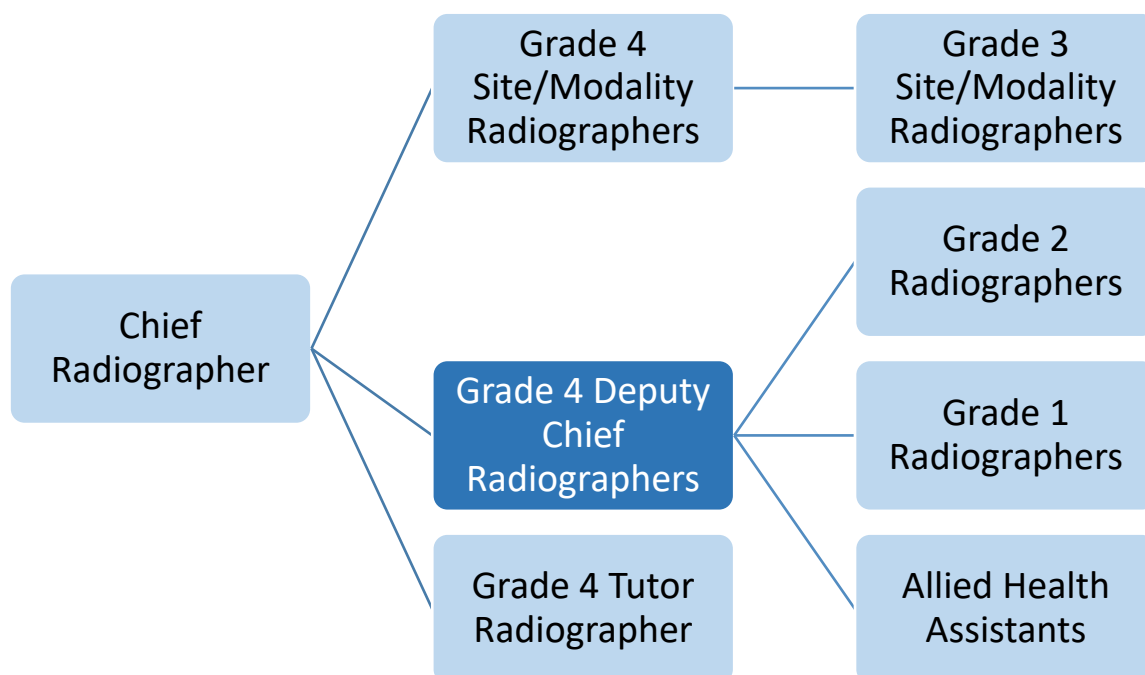 Chief
Radiographer
Grade 4
Site/Modality
Radiographers
Grade 3
Site/Modality
Radiographers
Grade 4 Deputy
Chief
Radiographers
Grade 2
Radiographers
Grade 1
Radiographers
Allied Health
Assistants
Grade 4 Tutor
Radiographer